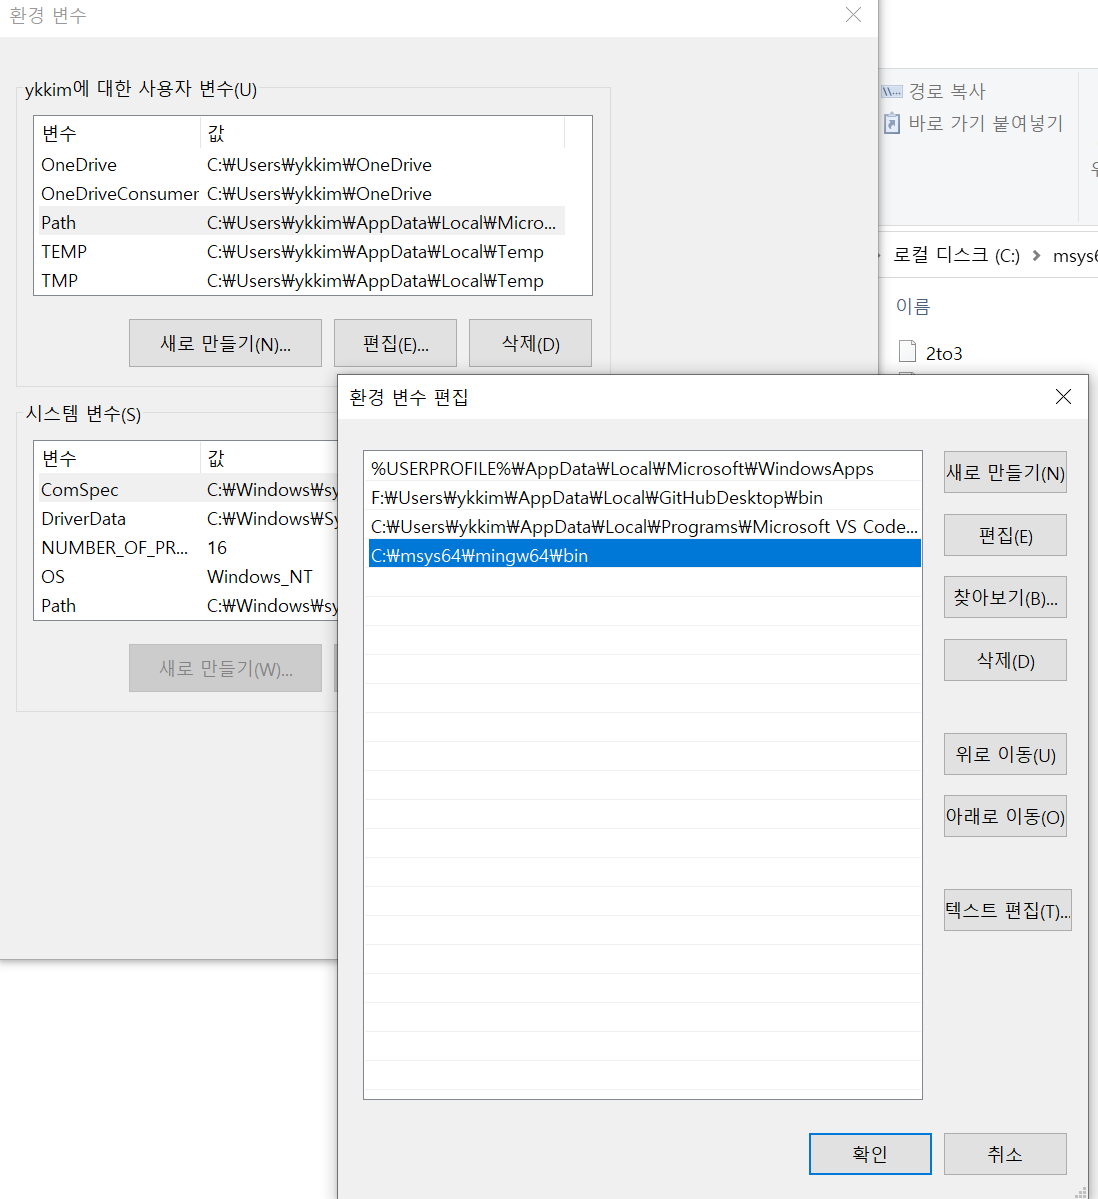 환경 변수
ykkim에 대한 사용자 변수(U)
변수 값
OneDrive C:₩Users₩ykkim₩OneDrive
OneDriveConsumer C:₩Users₩ykkim₩OneDrive
Path C:₩Users₩ykkim₩AppData₩Local₩Micro...
TEMP C:₩Users₩ykkim₩AppData₩Local₩Temp
TMP C:₩Users₩ykkim₩AppData₩Local₩Temp
새로 만들기(N)... 편집(E)... 삭제(D)
시스템 변수(S)
변수 값
ComSpec C:₩Windows₩sy
DriverData C:₩Windows₩Sy
NUMBER_OF_PR... 16
OS Windows_NT
Path C:₩Windows₩sy
새로 만들기(W)...
\\... 경로 복사
바로 가기 붙여넣기
로컬 디스크 (C:) > msys6
이름
2to3
환경 변수 편집
%USERPROFILE%₩AppData₩Local₩Microsoft₩WindowsApps
F:₩Users₩ykkim₩AppData₩Local₩GitHubDesktop₩bin
C:₩Users₩ykkim₩AppData₩Local₩Programs₩Microsoft VS Code...
C:₩msys64₩mingw64₩bin
새로 만들기(N)
편집(E)
찾아보기(B)...
삭제(D)
위로 이동(U)
아래로 이동(O)
텍스트 편집(T)...
확인 취소